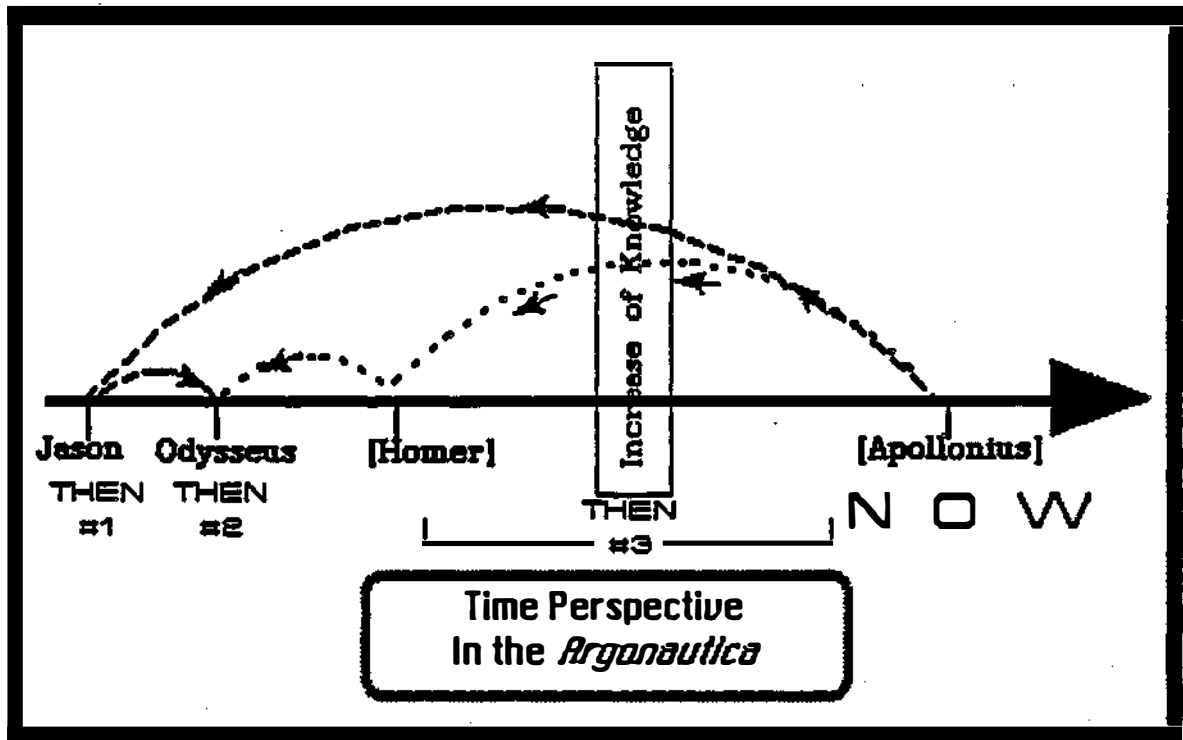 Increase of Knowledge
Jason Odysseus [Homer] [Apollonius]
THEN THEN THEN N O W
#1 #2 #3
Time Perspective
In the Argonautica